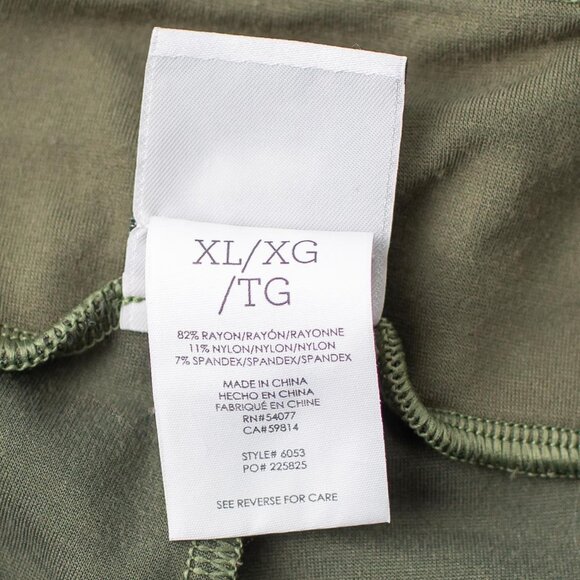 XL/XG
/TG
82% RAYON/RAYÓN/RAYONNE
11% NYLON/NYLON/NYLON
7% SPANDEX/SPANDEX/SPANDEX
MADE IN CHINA
HECHO EN CHINA
FABRIQUÉ EN CHINE
RN#54077
CA#59814
STYLE# 6053
PO# 225825
SEE REVERSE FOR CARE